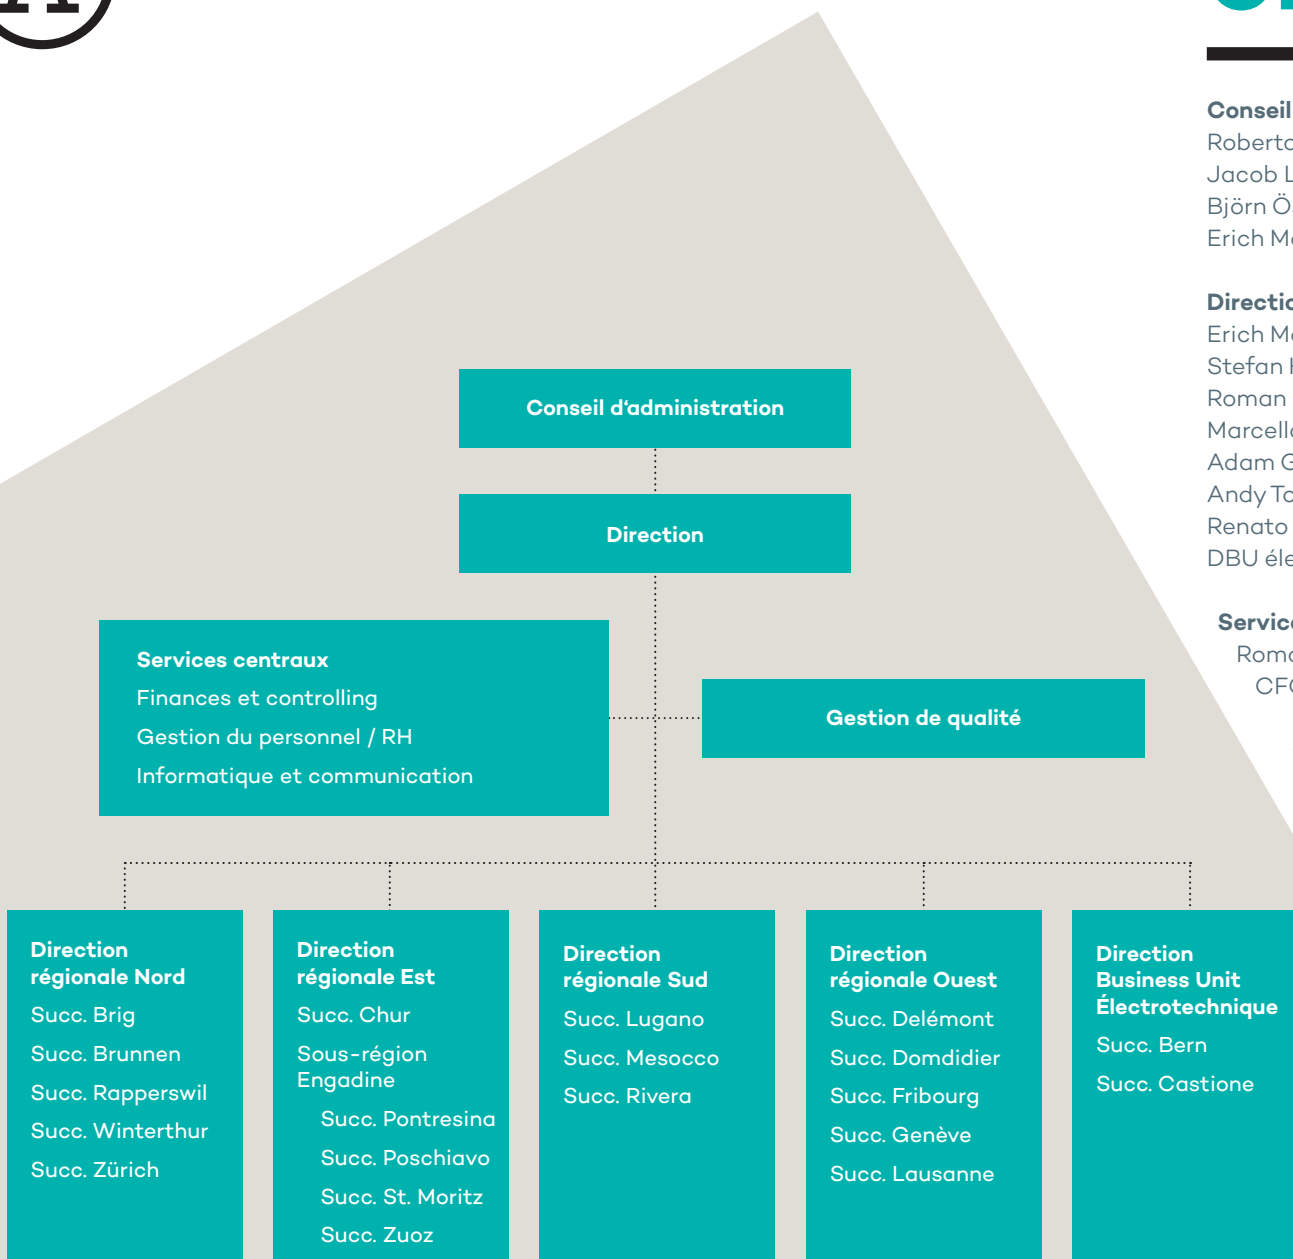 Conseil
Jacob
Björn
Erich
Erich
Stefan
Roman
Adam
Andy
Renato
DBU
Conseil d‘administration
Direction
Services centraux
Finances et controlling
Gestion du personnel / RH
Informatique et communication
Gestion de qualité
Direction
régionale Nord
Succ. Brig
Succ. Brunnen
Succ. Rapperswil
Succ. Winterthur
Succ. Zürich
Direction
régionale Est
Succ. Chur
Sous-région
Engadine
Succ. Pontresina
Succ. Poschiavo
Succ. St. Moritz
Succ. Zuoz
Direction
régionale Sud
Succ. Lugano
Succ. Mesocco
Succ. Rivera
Direction
régionale Ouest
Succ. Delémont
Succ. Domdidier
Succ. Fribourg
Succ. Genève
Succ. Lausanne
Direction
Business Unit
Électrotechnique
Succ. Bern
Succ. Castione